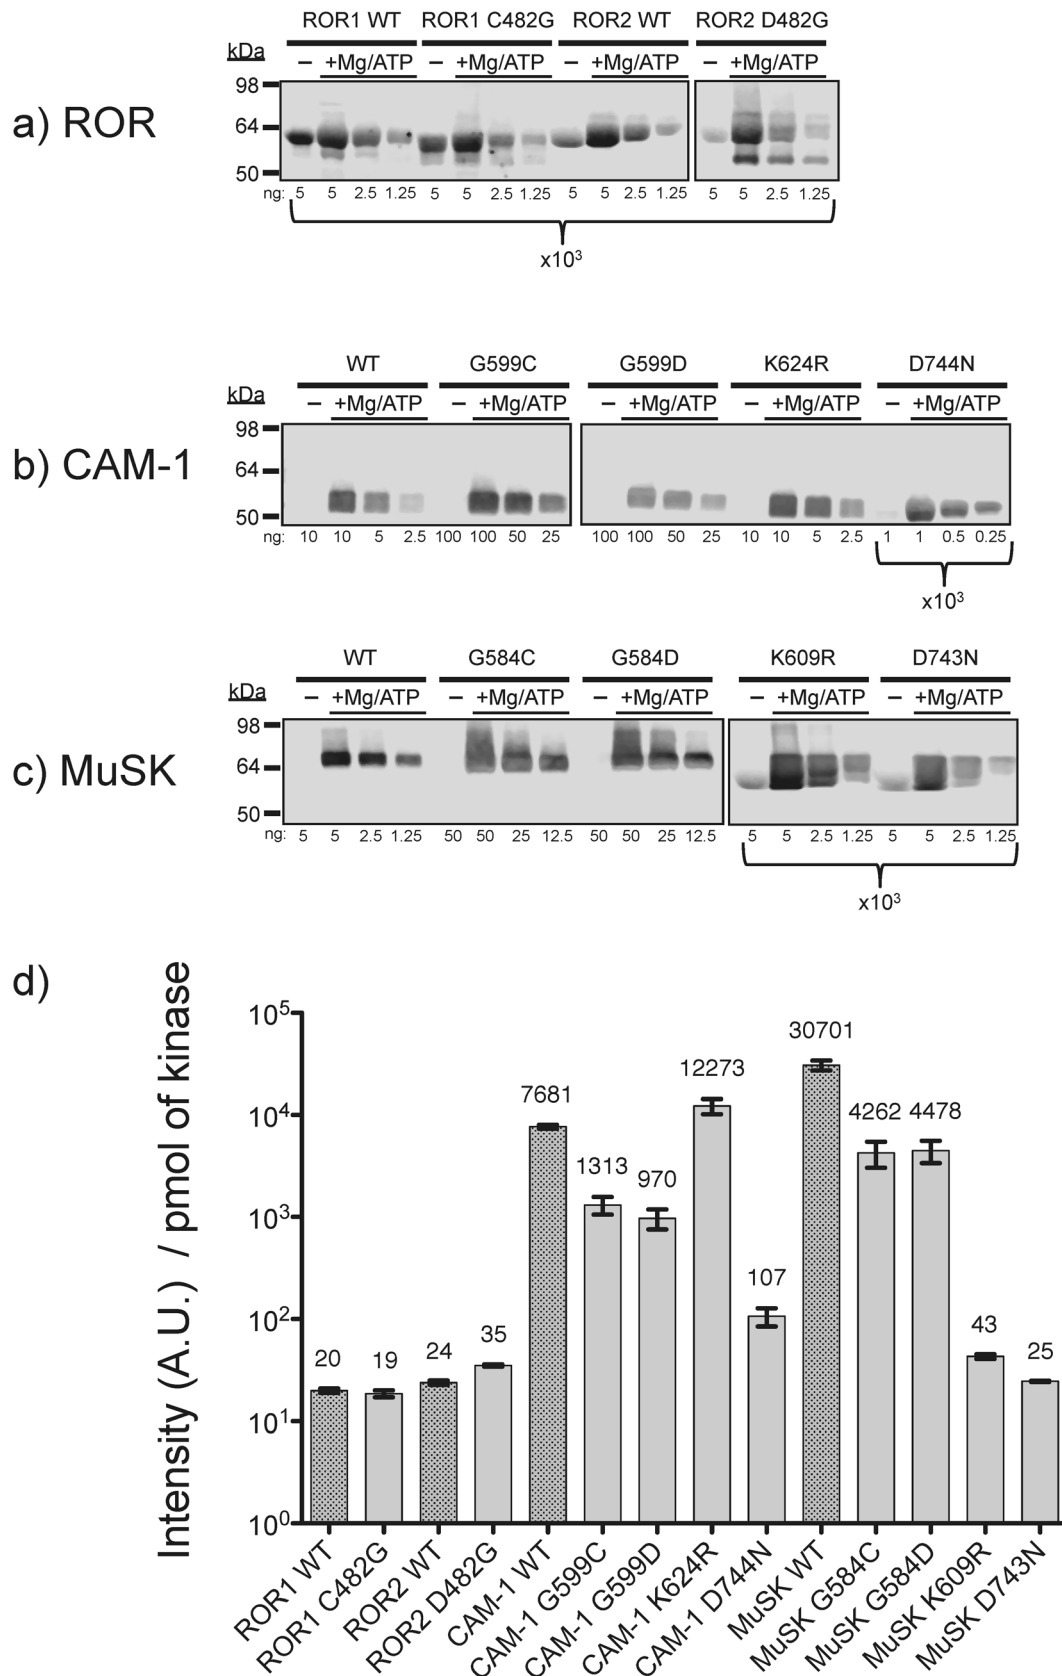 ROR1 WT ROR1 C482G ROR2 WT ROR2 D482G
kDa – +Mg/ATP – +Mg/ATP – +Mg/ATP – +Mg/ATP
98
a) ROR 64
50
ng: 5 5 2.5 1.25 5 5 2.5 1.25 5 5 2.5 1.25 5 5 2.5 1.25
x10³
WT G599C G599D K624R D744N
kDa – +Mg/ATP – +Mg/ATP – +Mg/ATP – +Mg/ATP – +Mg/ATP
98
b) CAM-1 64
50
ng: 10 10 5 2.5 100 100 50 25 100 100 50 25 10 10 5 2.5 1 1 0.5 0.25
x10³
WT G584C G584D K609R D743N
kDa – +Mg/ATP – +Mg/ATP – +Mg/ATP – +Mg/ATP – +Mg/ATP
98
c) MuSK 64
50
ng: 5 5 2.5 1.25 50 50 25 12.5 50 50 25 12.5 5 5 2.5 1.25 5 5 2.5 1.25
x10³
d)
Intensity (A.U.) / pmol of kinase
10⁵
10⁴
10³
10²
10¹
10⁰
20 19 24 35 7681 1313 970 12273 107 30701 4262 4478 43 25
ROR1 WT
ROR1 C482G
ROR2 WT
ROR2 D482G
CAM-1 WT
CAM-1 G599C
CAM-1 G599D
CAM-1 K624R
CAM-1 D744N
MuSK WT
MuSK G584C
MuSK G584D
MuSK K609R
MuSK D743N